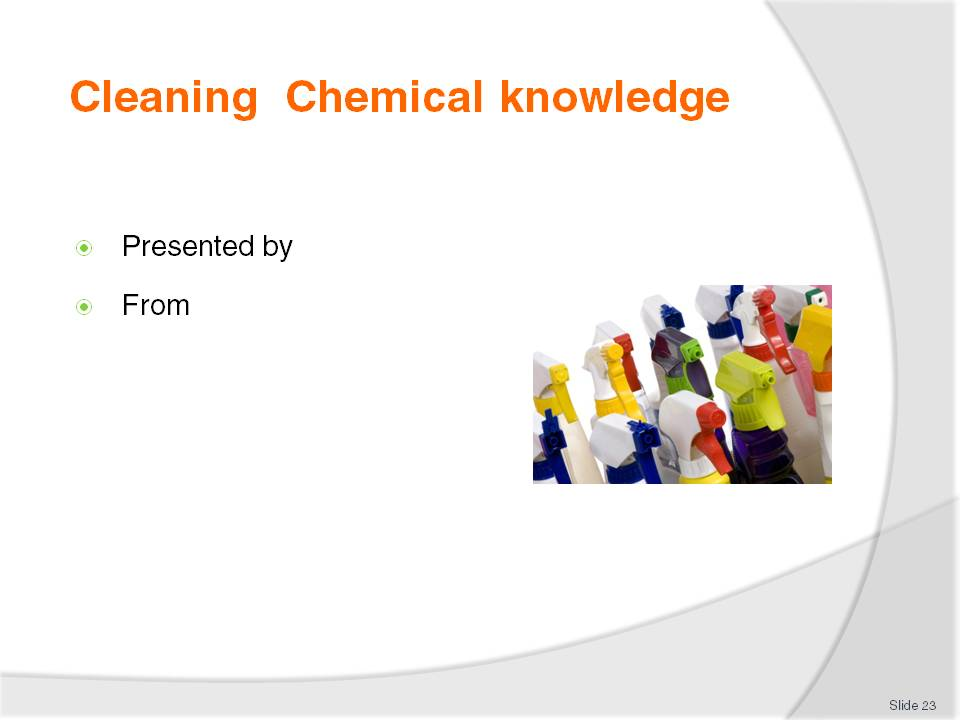 Cleaning  Chemical knowledge
Presented by
From
Slide 23